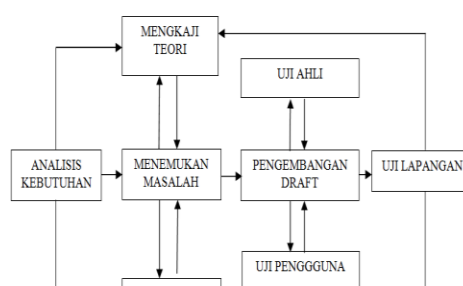 MENGKAJI
TEORI
UJI AHLI
ANALISIS
KEBUTUHAN
MENEMUKAN
MASALAH
PENGEMBANGAN
DRAFT
UJI LAPANGAN
UJI PENGGGUNA